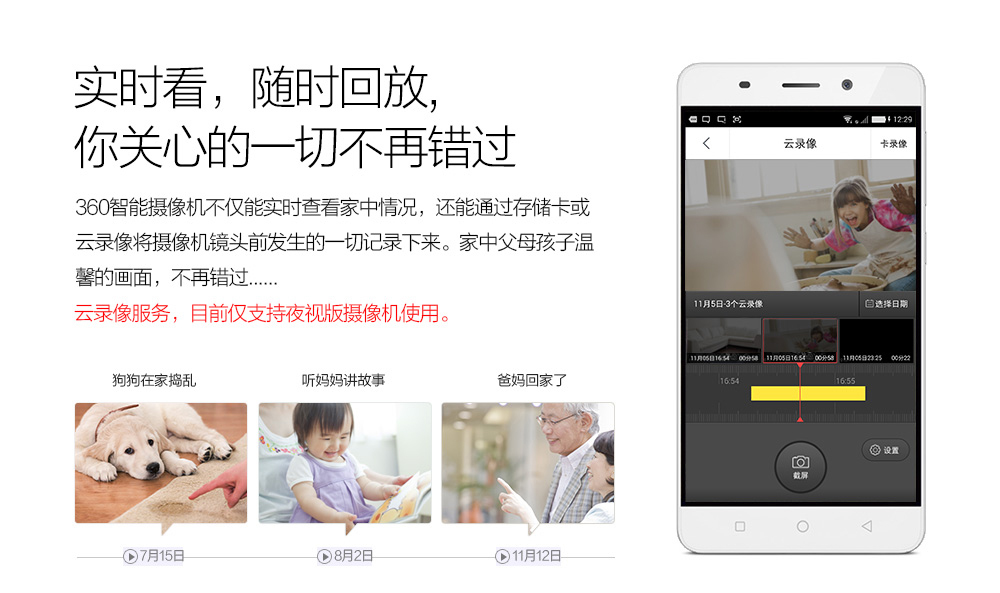 实时看，随时回放,
你关心的一切不再错过
360智能摄像机不仅能实时查看家中情况，还能通过存储卡或
云录像将摄像机镜头前发生的一切记录下来。家中父母孩子温
馨的画面，不再错过......
云录像服务，目前仅支持夜视版摄像机使用。
狗狗在家捣乱
听妈妈讲故事
爸妈回家了
7月15日
8月2日
11月12日
12:29
云录像
卡录像
11月5日-3个云录像
选择日期
11月05日16:54 00分58
11月05日16:54 00分58
11月05日23:25 00分22
16:54
16:55
设置
截屏